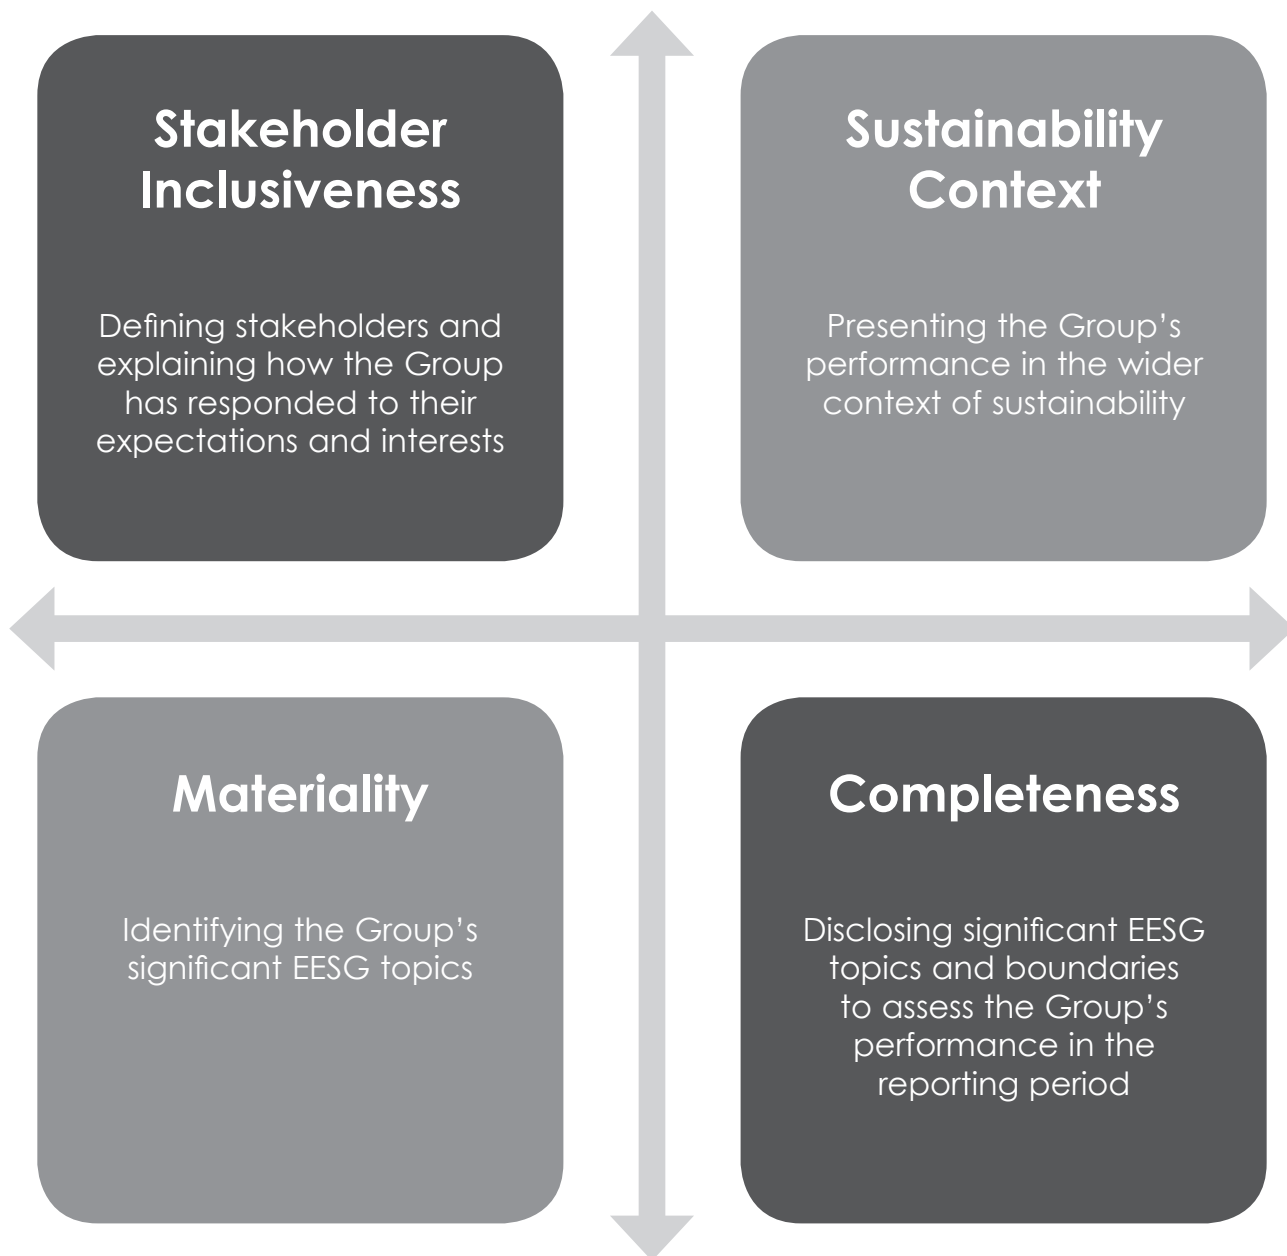 Stakeholder
Inclusiveness
Defining stakeholders and
explaining how the Group
has responded to their
expectations and interests
Sustainability
Context
Presenting the Group’s
performance in the wider
context of sustainability
Materiality
Identifying the Group’s
significant EESG topics
Completeness
Disclosing significant EESG
topics and boundaries
to assess the Group’s
performance in the
reporting period